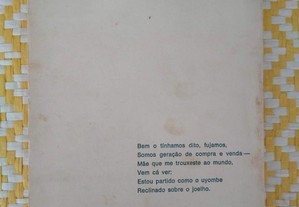 Bem o tínhamos dito, fujamos,
Somos geração de compra e venda —
Mãe que me trouxeste ao mundo,
Vem cá ver:
Estou partido como o uyombe
Reclinado sobre o joelho.